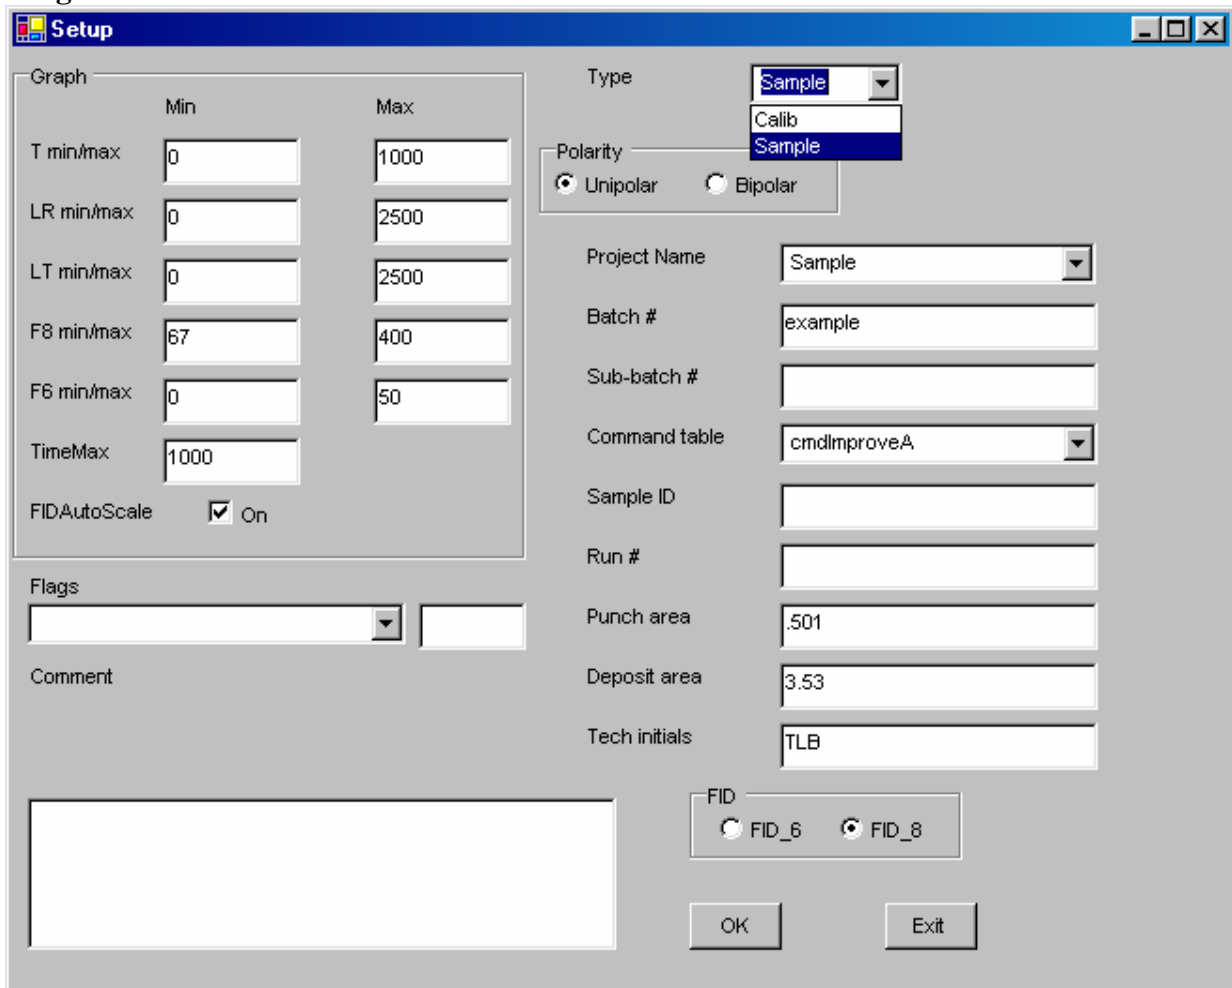 Setup
Graph
Min Max
T min/max 0 1000
LR min/max 0 2500
LT min/max 0 2500
F8 min/max 67 400
F6 min/max 0 50
TimeMax 1000
FIDAutoScale On
Flags
Comment
Type Sample
Calib
Sample
Polarity
Unipolar Bipolar
Project Name Sample
Batch # example
Sub-batch #
Command table cmdImproveA
Sample ID
Run #
Punch area .501
Deposit area 3.53
Tech initials TLB
FID
FID_6 FID_8
OK Exit